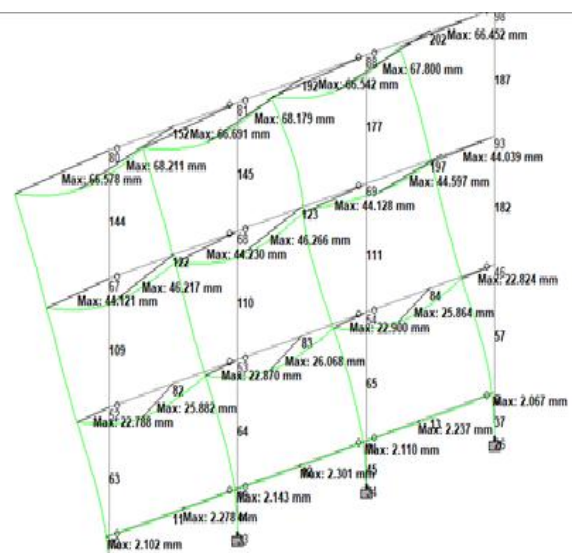 98
202
Max: 66.452 mm
88
Max: 67.800 mm
187
192
Max: 66.542 mm
81
Max: 68.179 mm
177
152
Max: 66.691 mm
80
Max: 68.211 mm
145
93
Max: 66.578 mm
197
Max: 44.039 mm
144
69
Max: 44.597 mm
182
123
Max: 44.128 mm
68
Max: 46.266 mm
111
122
Max: 44.230 mm
67
Max: 46.217 mm
110
46
Max: 44.121 mm
84
Max: 22.824 mm
109
54
Max: 25.864 mm
57
83
Max: 22.900 mm
53
Max: 26.068 mm
65
82
Max: 22.870 mm
52
Max: 25.882 mm
64
Max: 22.788 mm
Max: 2.067 mm
63
13
Max: 2.237 mm
37
Max: 2.110 mm
Max: 2.301 mm
45
Max: 2.143 mm
11
Max: 2.278
44
Max: 2.102 mm